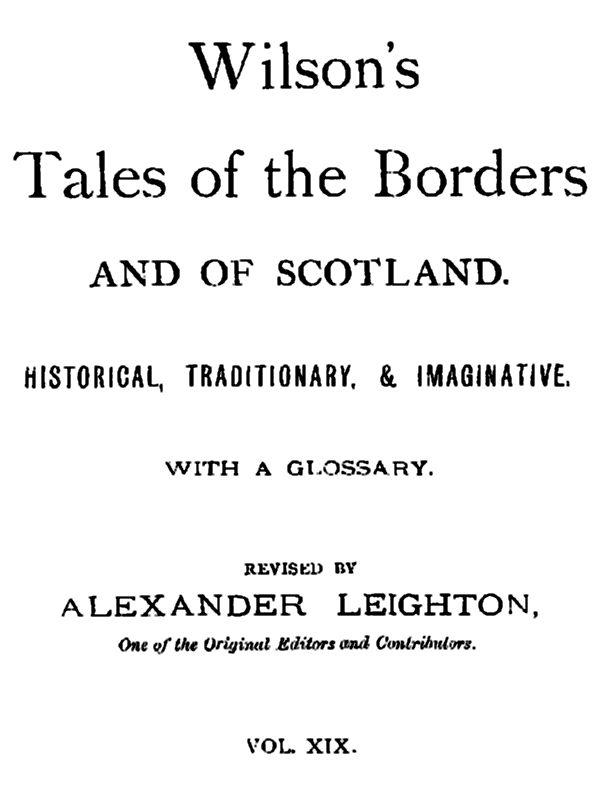 Wilson's
Tales of the Borders
AND OF SCOTLAND.
HISTORICAL, TRADITIONARY, & IMAGINATIVE.
WITH A GLOSSARY.
REVISED BY
ALEXANDER LEIGHTON,
One of the Original Editors and Contributors.
VOL. XIX.